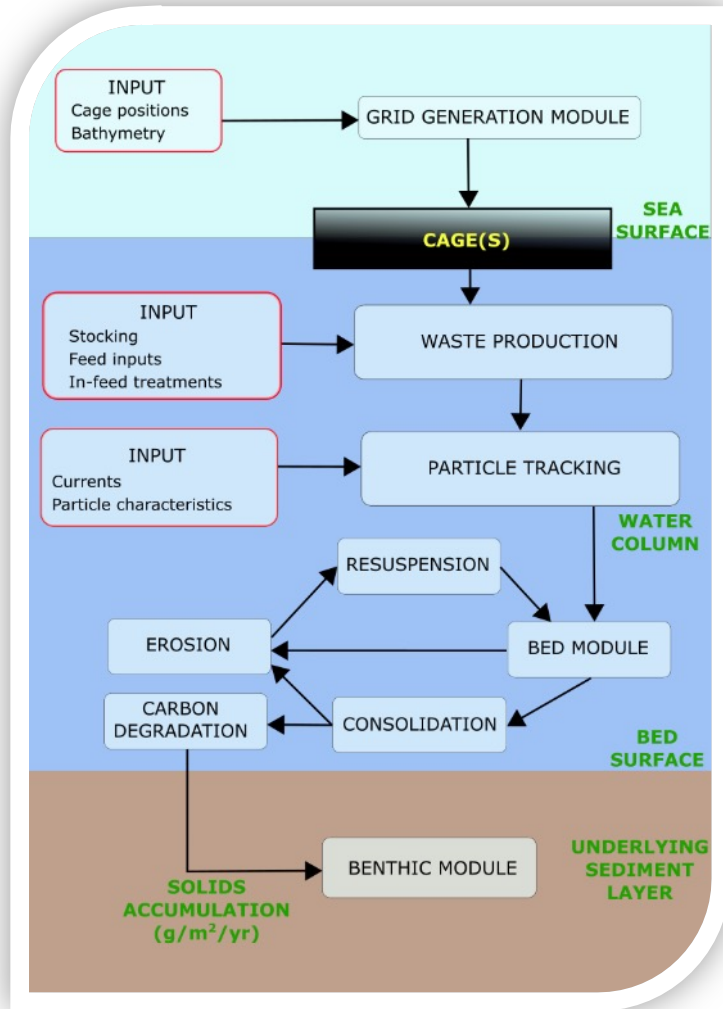 INPUT
Cage positions
Bathymetry
GRID GENERATION MODULE
SEA
SURFACE
CAGE(S)
INPUT
Stocking
Feed inputs
In-feed treatments
WASTE PRODUCTION
INPUT
Currents
Particle characteristics
PARTICLE TRACKING
WATER
COLUMN
RESUSPENSION
EROSION
BED MODULE
CARBON
DEGRADATION
CONSOLIDATION
BED
SURFACE
BENTHIC MODULE
UNDERLYING
SEDIMENT
LAYER
SOLIDS
ACCUMULATION
(g/m²/yr)